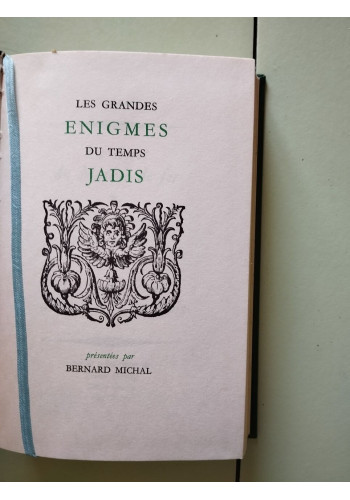 LES GRANDES
ENIGMES
DU TEMPS
JADIS
présentées par
BERNARD MICHAL